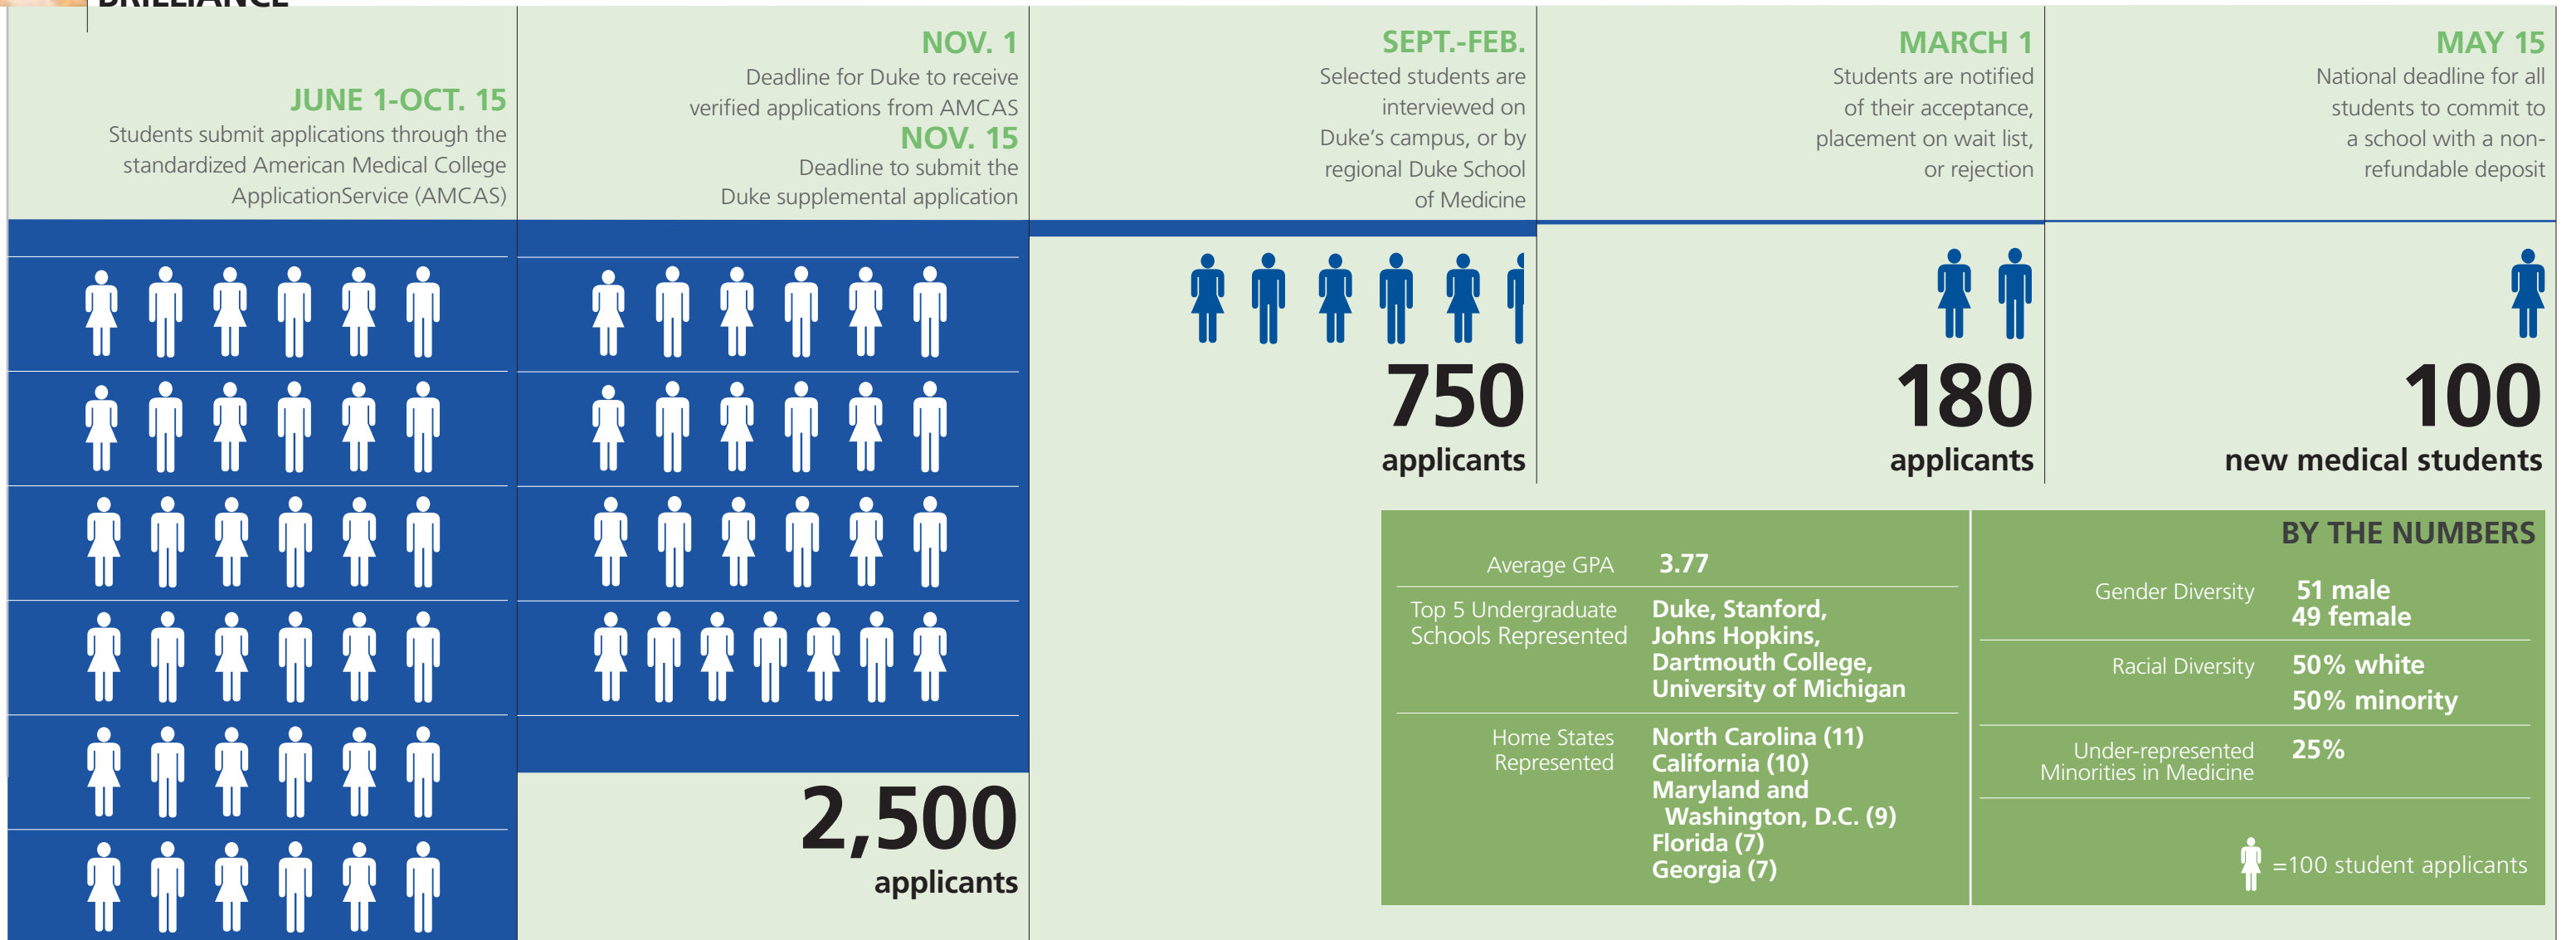 BRILLIANCE
JUNE 1-OCT. 15
Students submit applications through the
standardized American Medical College
ApplicationService (AMCAS)
NOV. 1
Deadline for Duke to receive
verified applications from AMCAS
NOV. 15
Deadline to submit the
Duke supplemental application
2,500
applicants
SEPT.-FEB.
Selected students are
interviewed on
Duke's campus, or by
regional Duke School
of Medicine
750
applicants
MARCH 1
Students are notified
of their acceptance,
placement on wait list,
or rejection
180
applicants
MAY 15
National deadline for all
students to commit to
a school with a non-
refundable deposit
100
new medical students
Average GPA 3.77
Top 5 Undergraduate
Schools Represented
Duke, Stanford,
Johns Hopkins,
Dartmouth College,
University of Michigan
Home States
Represented
North Carolina (11)
California (10)
Maryland and
Washington, D.C. (9)
Florida (7)
Georgia (7)
BY THE NUMBERS
Gender Diversity
51 male
49 female
Racial Diversity
50% white
50% minority
Under-represented
Minorities in Medicine
25%
=100 student applicants